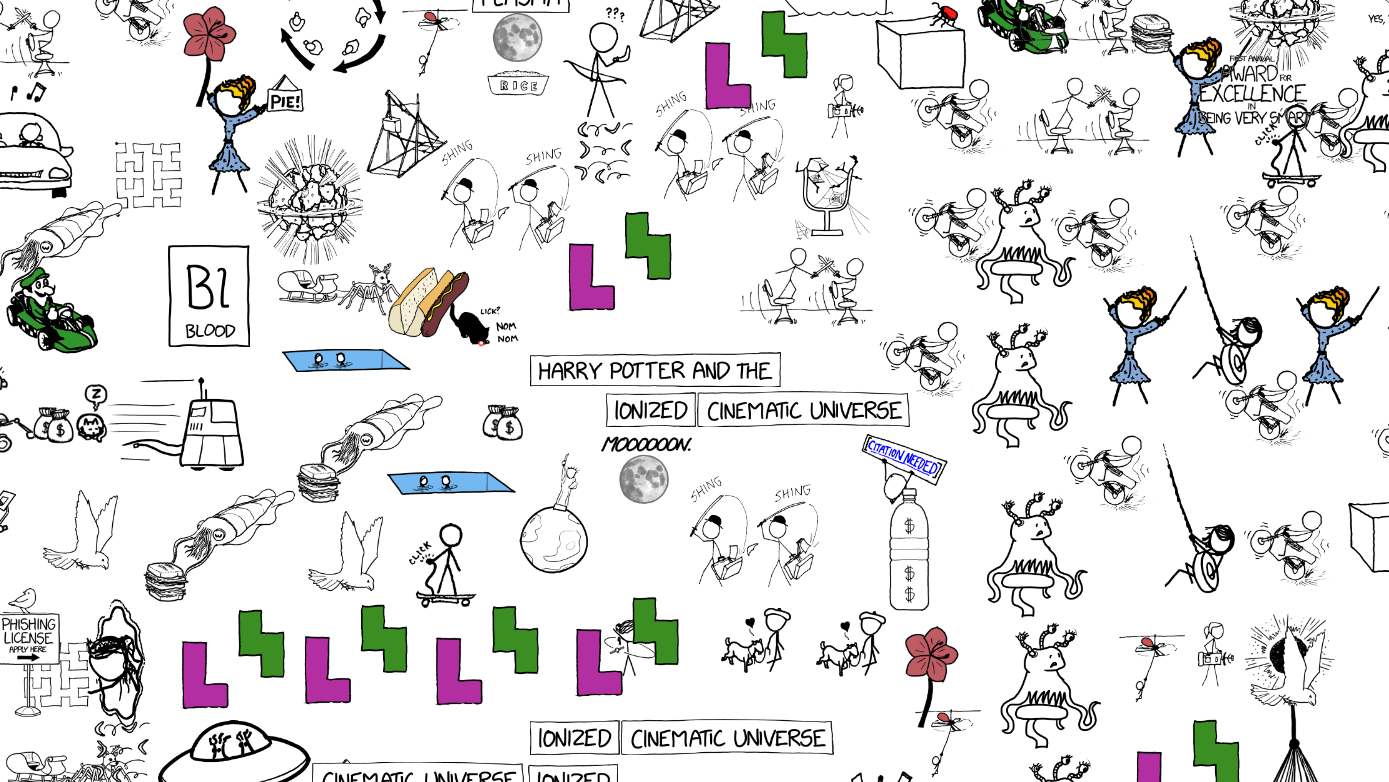 PLASMA
???
RICE
PIE!
SHING
SHING
SHING
SHING
YES,
FIRST ANNUAL
AWARD FOR
EXCELLENCE
IN
BEING VERY SMART
CLICK
Bl
BLOOD
LICK?
NOM
NOM
HARRY POTTER AND THE
IONIZED
CINEMATIC UNIVERSE
Z
$ $
$ $
MOOOOOON.
CITATION NEEDED
SHING
SHING
$
$
$
CLICK
PHISHING
LICENSE
APPLY HERE
IONIZED
CINEMATIC UNIVERSE
CINEMATIC UNIVERSE
IONIZED